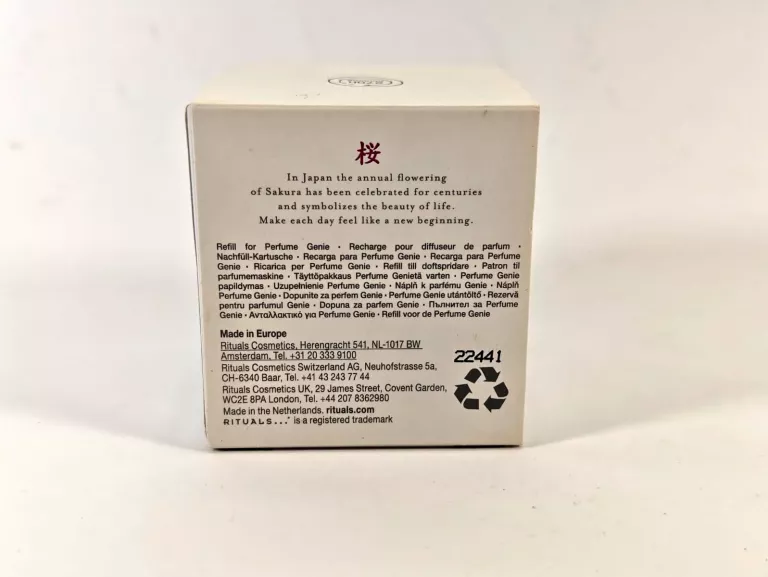 桜
In Japan the annual flowering
of Sakura has been celebrated for centuries
and symbolizes the beauty of life.
Make each day feel like a new beginning.
Refill for Perfume Genie • Recharge pour diffuseur de parfum •
Nachfüll-Kartusche • Recarga para Perfume Genie • Recarga para Perfume
Genie • Ricarica per Perfume Genie • Refill till doftspridare • Patron til
parfumemaskine • Täyttöpakkaus Perfume Genietä varten • Perfume Genie
papildymas • Uzupełnienie Perfume Genie • Náplň k parfému Genie • Náplň
Perfume Genie • Dopunite za perfem Genie • Perfume Genie utántöltő • Rezervă
pentru parfumul Genie • Dopuna za parfem Genie • Пълнител за Perfume
Genie • Ανταλλακτικό για Perfume Genie • Refill voor de Perfume Genie
Made in Europe
Rituals Cosmetics, Herengracht 541, NL-1017 BW
Amsterdam, Tel. +31 20 333 9100
Rituals Cosmetics Switzerland AG, Neuhofstrasse 5a,
CH-6340 Baar, Tel. +41 43 243 77 44
Rituals Cosmetics UK, 29 James Street, Covent Garden,
WC2E 8PA London, Tel. +44 207 8362980
Made in the Netherlands. rituals.com
RITUALS...® is a registered trademark
22441